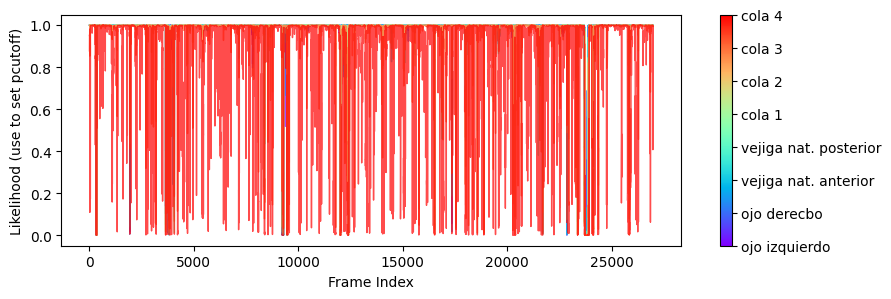 Likelihood (use to set pcutoff)
1.0
0.8
0.6
0.4
0.2
0.0
0
5000
10000
15000
20000
25000
Frame Index
cola 4
cola 3
cola 2
cola 1
vejiga nat. posterior
vejiga nat. anterior
ojo derecbo
ojo izquierdo